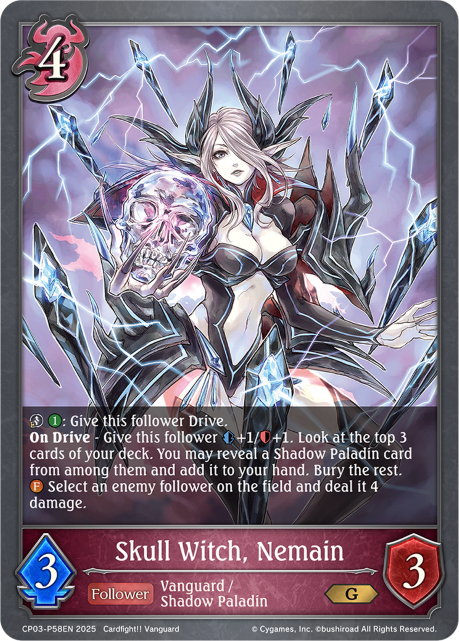 4
1: Give this follower Drive.
On Drive - Give this follower +1/+1. Look at the top 3
cards of your deck. You may reveal a Shadow Paladin card
from among them and add it to your hand. Bury the rest.
E Select an enemy follower on the field and deal it 4
damage.
Skull Witch, Nemain
3
Follower
Vanguard /
Shadow Paladin
G
3
CP03-P58EN 2025 Cardfight!! Vanguard
© Cygames, Inc. ©bushiroad All Rights Reserved.